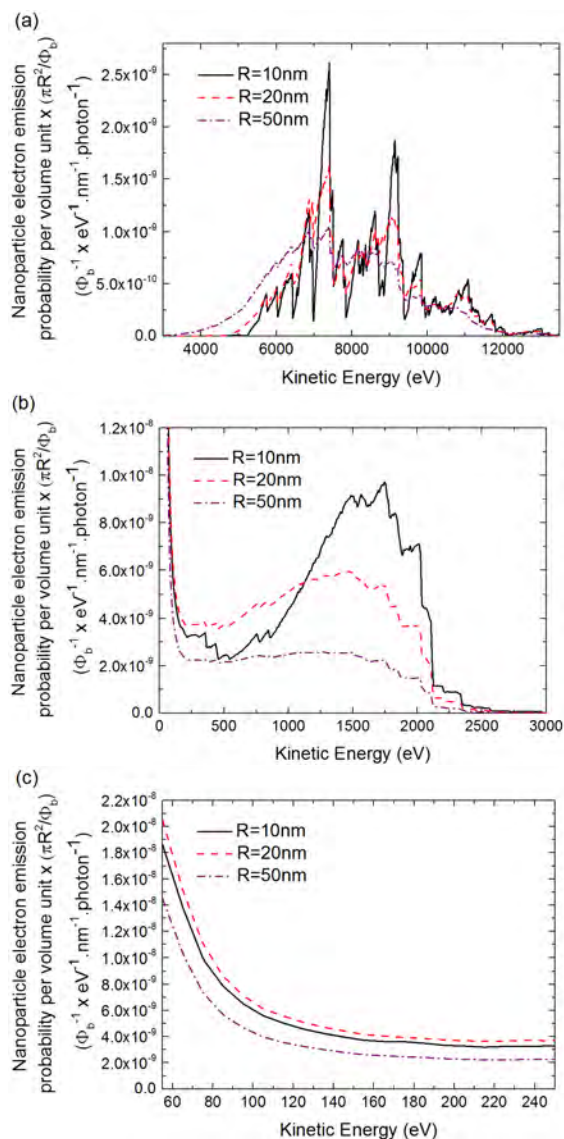 (a)
Nanoparticle electron emission
probability per volume unit x (πR²/Φb)
(Φb⁻¹ x eV⁻¹.nm⁻¹.photon⁻¹)
2.5x10⁻⁹
2.0x10⁻⁹
1.5x10⁻⁹
1.0x10⁻⁹
5.0x10⁻¹⁰
0.0
R=10nm
R=20nm
R=50nm
4000 6000 8000 10000 12000
Kinetic Energy (eV)
(b)
Nanoparticle electron emission
probability per volume unit x (πR²/Φb)
(Φb⁻¹ x eV⁻¹.nm⁻¹.photon⁻¹)
1.2x10⁻⁸
1.0x10⁻⁸
8.0x10⁻⁹
6.0x10⁻⁹
4.0x10⁻⁹
2.0x10⁻⁹
0.0
R=10nm
R=20nm
R=50nm
0 500 1000 1500 2000 2500 3000
Kinetic Energy (eV)
(c)
Nanoparticle electron emission
probability per volume unit x (πR²/Φb)
(Φb⁻¹ x eV⁻¹.nm⁻¹.photon⁻¹)
2.2x10⁻⁸
2.0x10⁻⁸
1.8x10⁻⁸
1.6x10⁻⁸
1.4x10⁻⁸
1.2x10⁻⁸
1.0x10⁻⁸
8.0x10⁻⁹
6.0x10⁻⁹
4.0x10⁻⁹
2.0x10⁻⁹
0.0
R=10nm
R=20nm
R=50nm
60 80 100 120 140 160 180 200 220 240
Kinetic Energy (eV)